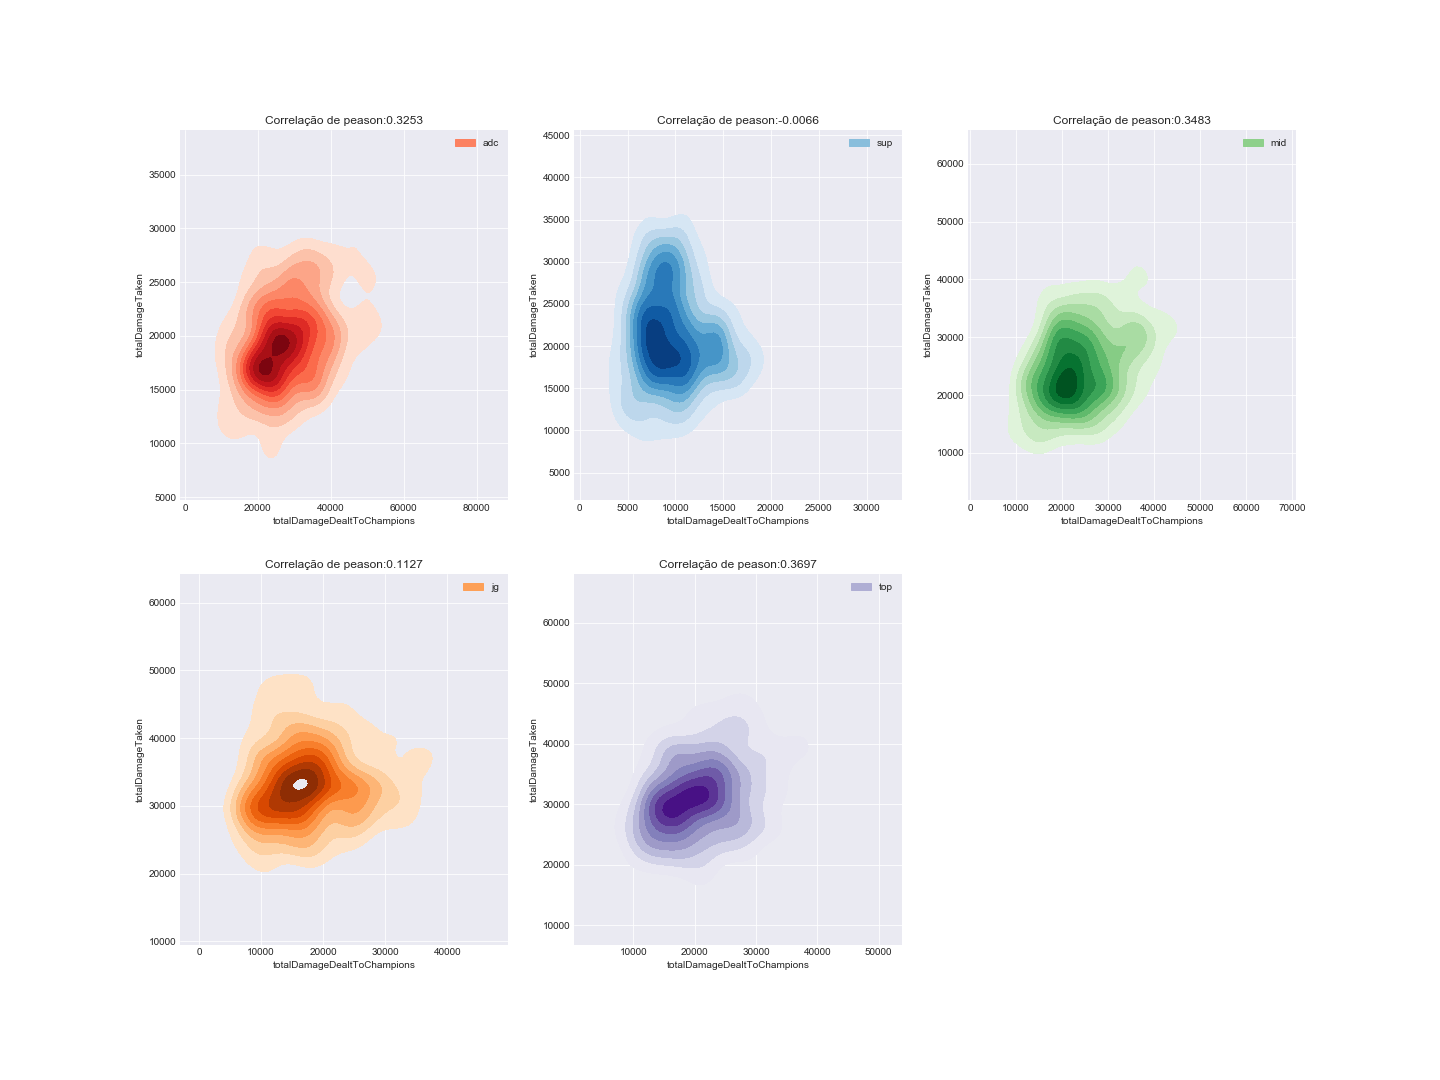 Correlação de peason:0.3253
adc
35000
30000
25000
20000
15000
10000
5000
totalDamageTaken
0 20000 40000 60000 80000
totalDamageDealtToChampions
Correlação de peason:-0.0066
sup
45000
40000
35000
30000
25000
20000
15000
10000
5000
totalDamageTaken
0 5000 10000 15000 20000 25000 30000
totalDamageDealtToChampions
Correlação de peason:0.3483
mid
60000
50000
40000
30000
20000
10000
totalDamageTaken
0 10000 20000 30000 40000 50000 60000 70000
totalDamageDealtToChampions
Correlação de peason:0.1127
jg
60000
50000
40000
30000
20000
10000
totalDamageTaken
0 10000 20000 30000 40000
totalDamageDealtToChampions
Correlação de peason:0.3697
top
60000
50000
40000
30000
20000
10000
totalDamageTaken
10000 20000 30000 40000 50000
totalDamageDealtToChampions